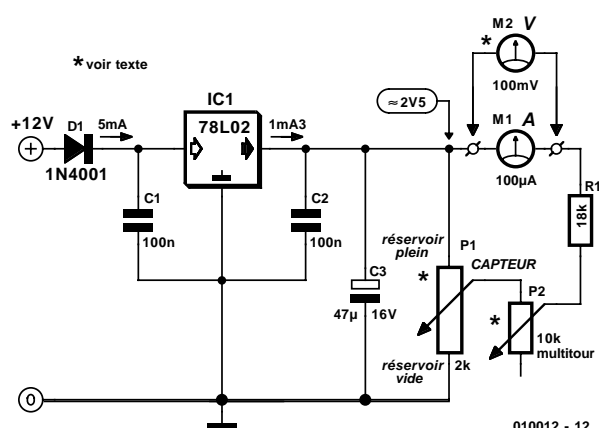 * voir texte
+12V
D1
1N4001
5mA
IC1
78L02
1mA3
C1
100n
C2
100n
C3
47µ 16V
≈2V5
M2 V
*
100mV
M1 A
100µA
R1
18k
réservoir
plein
P1
*
CAPTEUR
P2
*
10k
multitour
réservoir
vide
2k
0
010012 - 12